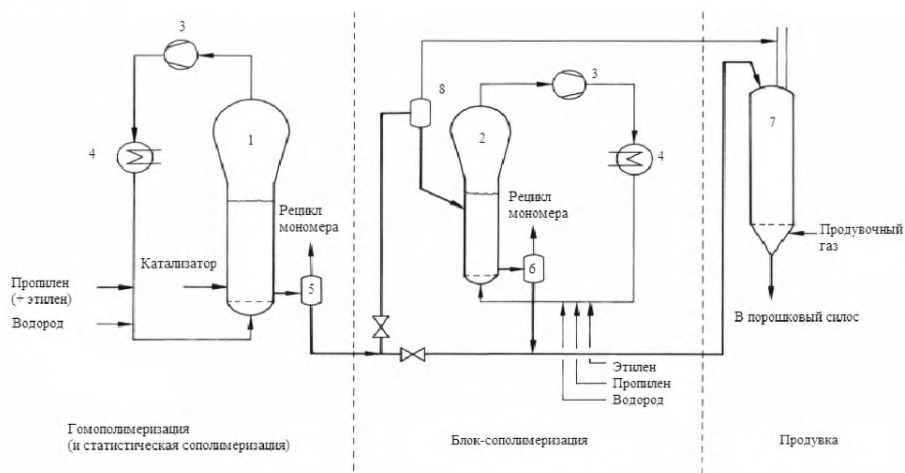 3
8
3
1
2
7
4
4
Рецикл
мономера
Рецикл
мономера
Продувочный
газ
Катализатор
Пропилен
(+ этилен)
5
6
Водород
В порошковый силос
Этилен
Пропилен
Водород
Гомополимеризация
(и статистическая сополимеризация)
Блок-сополимеризация
Продувка